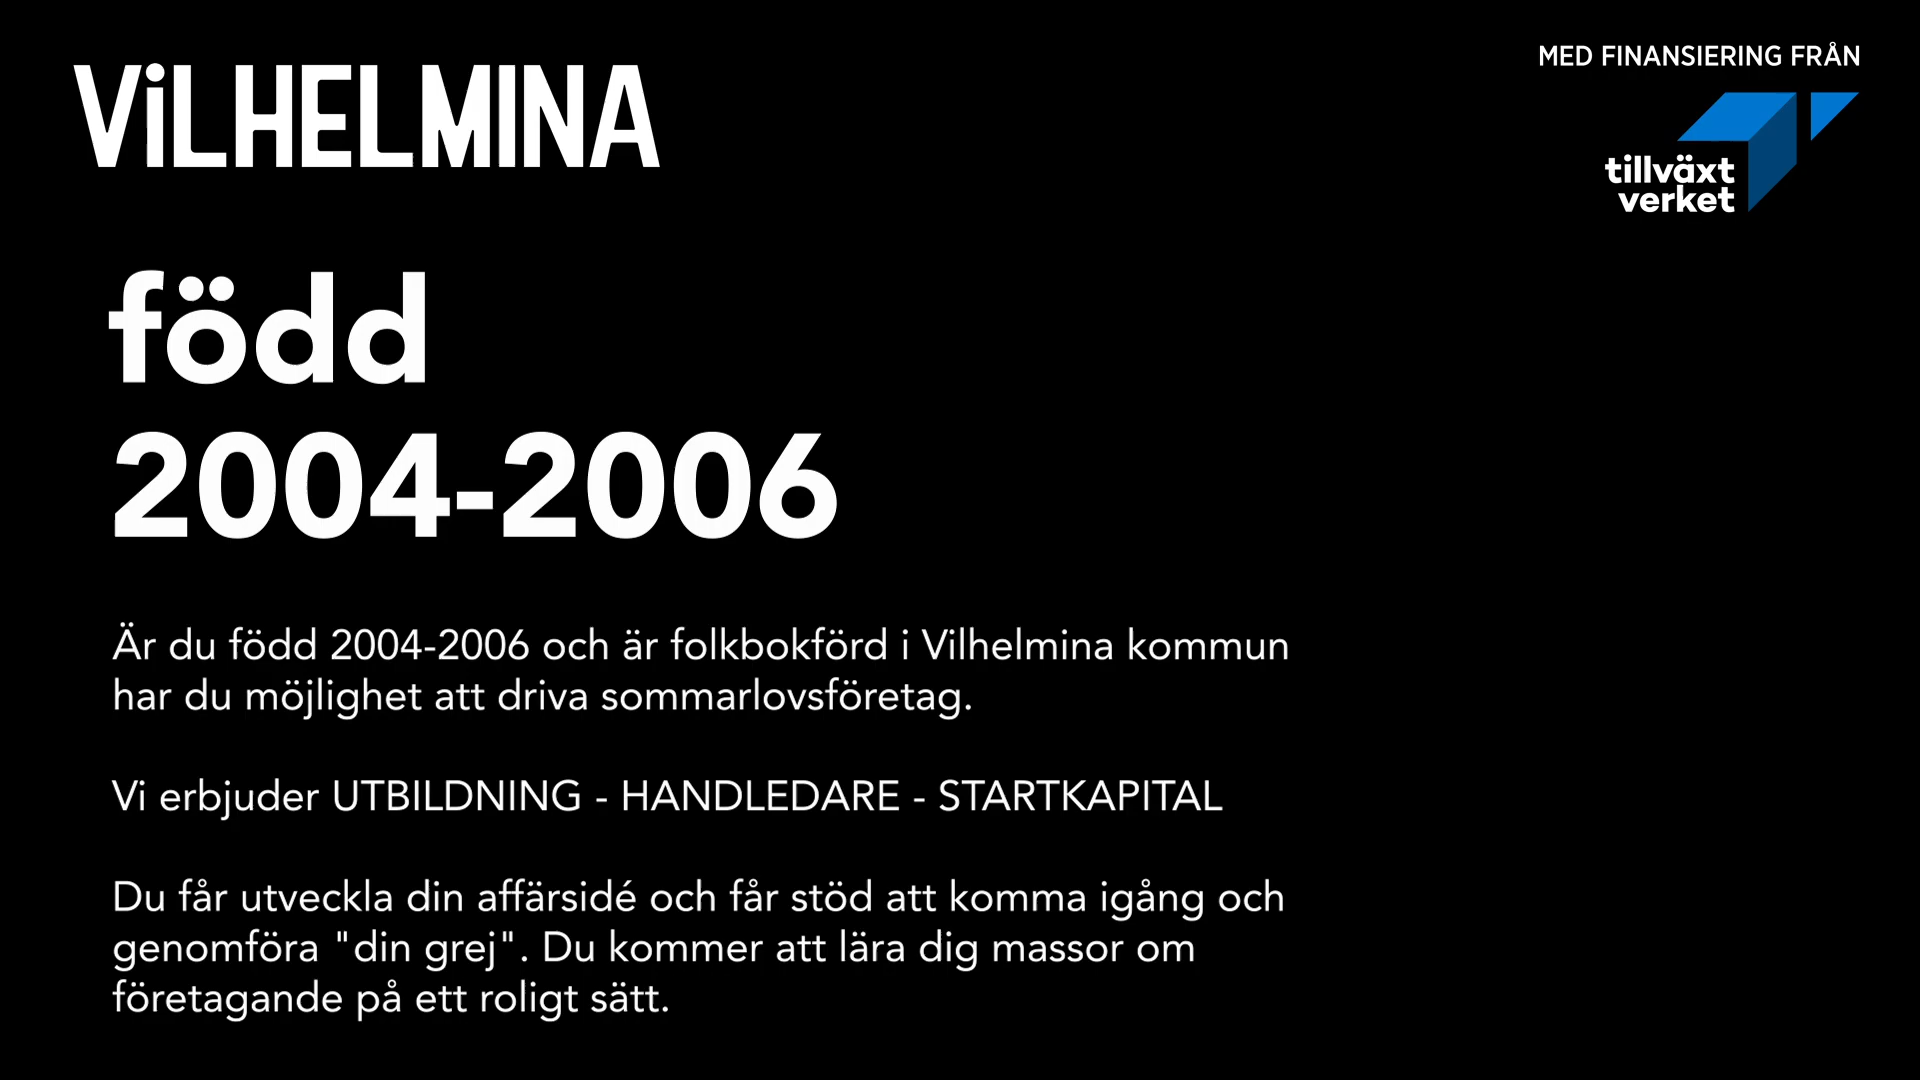 ViLHELMINA
MED FINANSIERING FRÅN
tillväxt
verket
född
2004-2006
Är du född 2004-2006 och är folkbokförd i Vilhelmina kommun
har du möjlighet att driva sommarlovsföretag.
Vi erbjuder UTBILDNING - HANDLEDARE - STARTKAPITAL
Du får utveckla din affärsidé och får stöd att komma igång och
genomföra "din grej". Du kommer att lära dig massor om
företagande på ett roligt sätt.